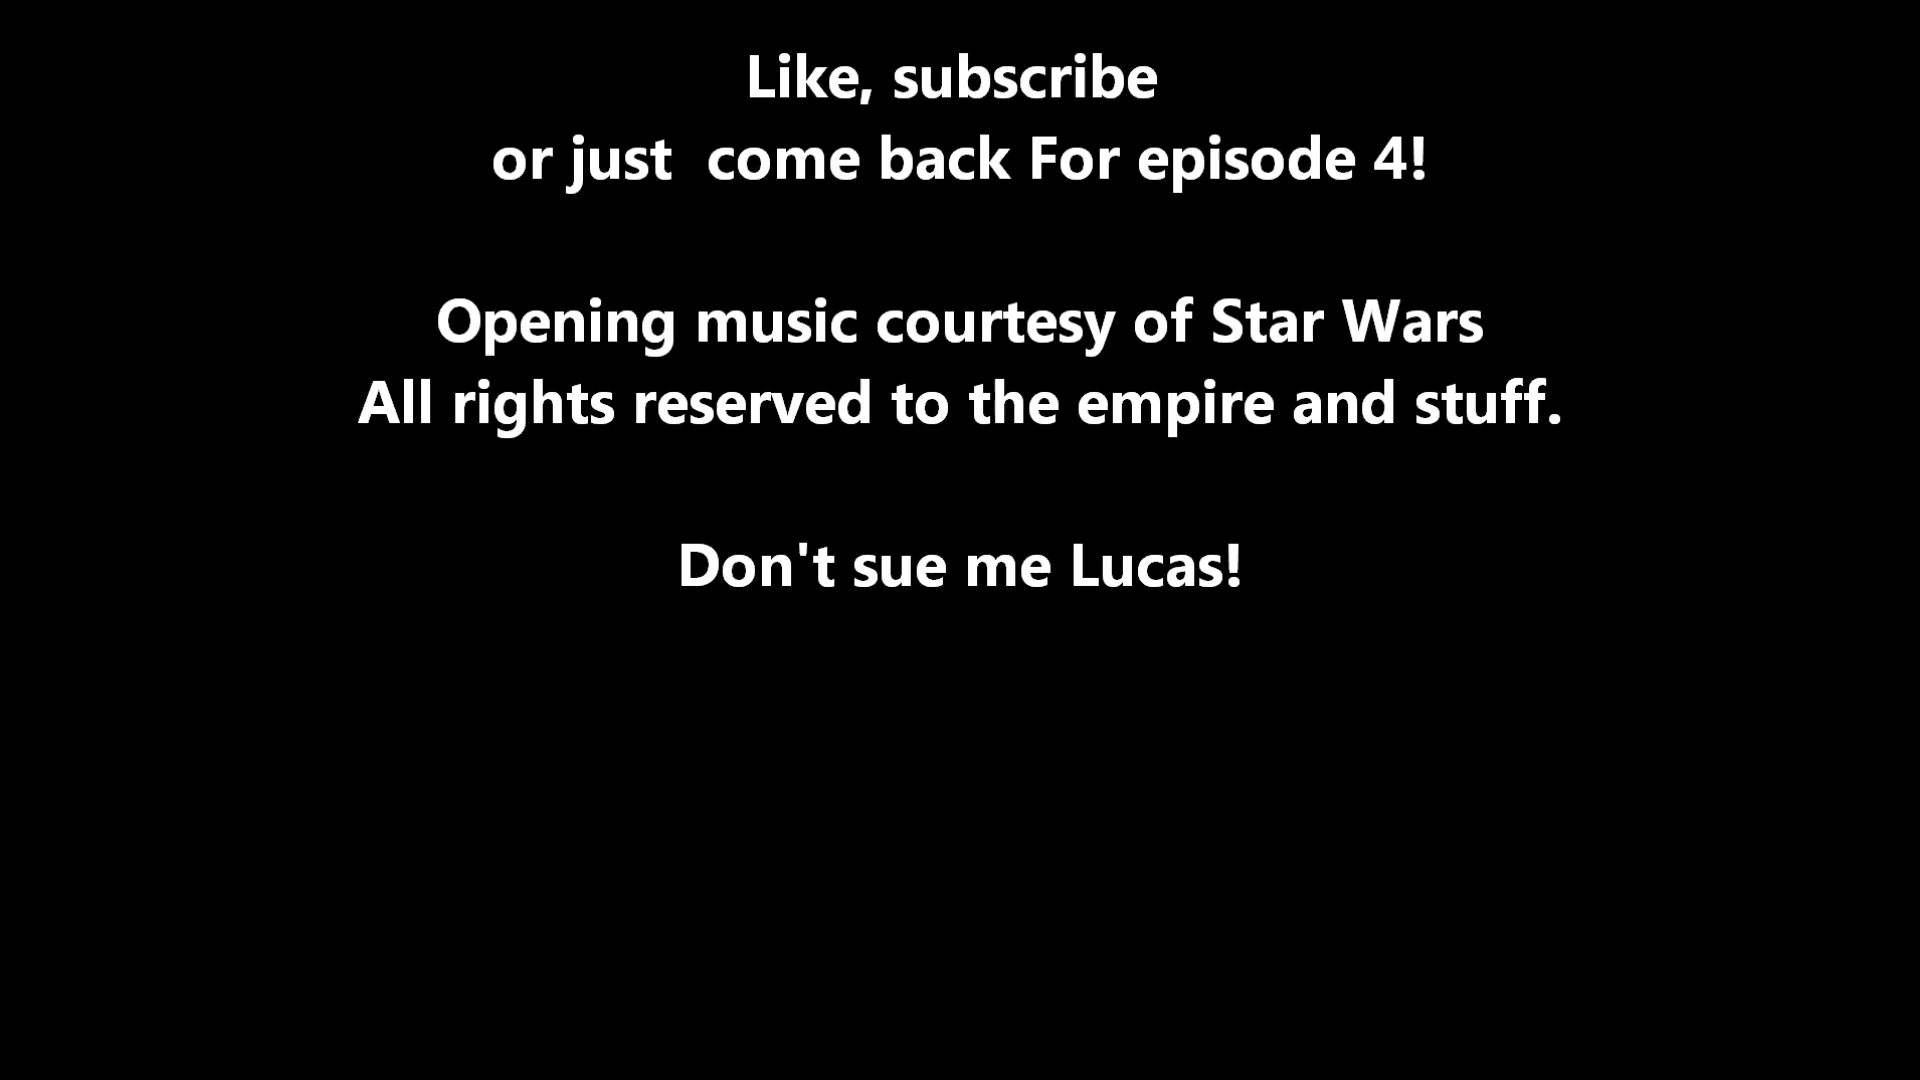 Like, subscribe
or just  come back For episode 4!
Opening music courtesy of Star Wars
All rights reserved to the empire and stuff.
Don't sue me Lucas!